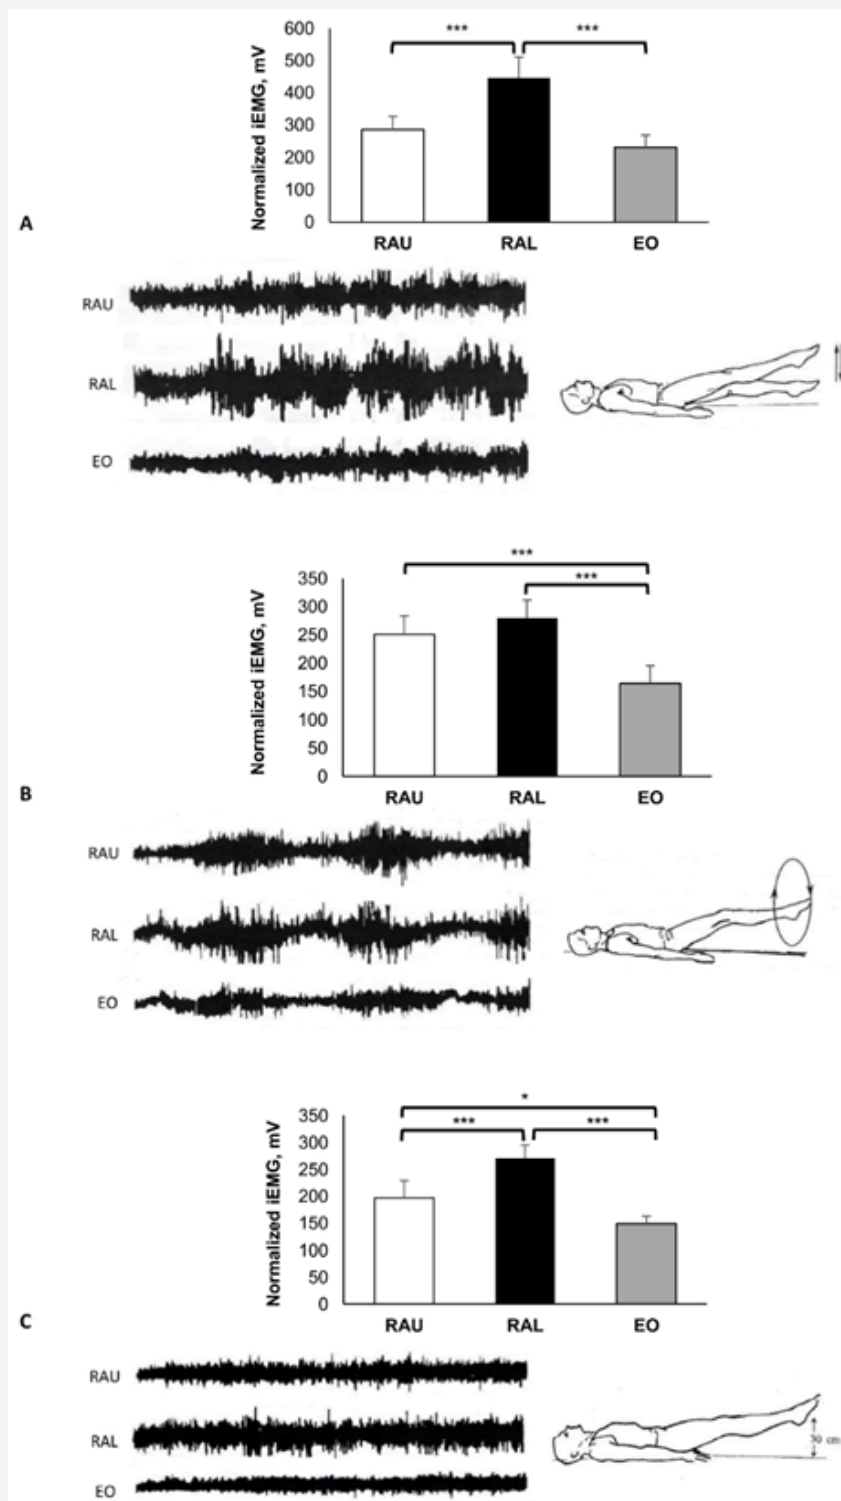 ***
***
Normalized iEMG, mV
600
500
400
300
200
100
0
RAU
RAL
EO
A
RAU
RAL
EO
***
***
Normalized iEMG, mV
350
300
250
200
150
100
50
0
RAU
RAL
EO
B
RAU
RAL
EO
*
***
***
Normalized iEMG, mV
350
300
250
200
150
100
50
0
RAU
RAL
EO
C
RAU
RAL
EO
cm